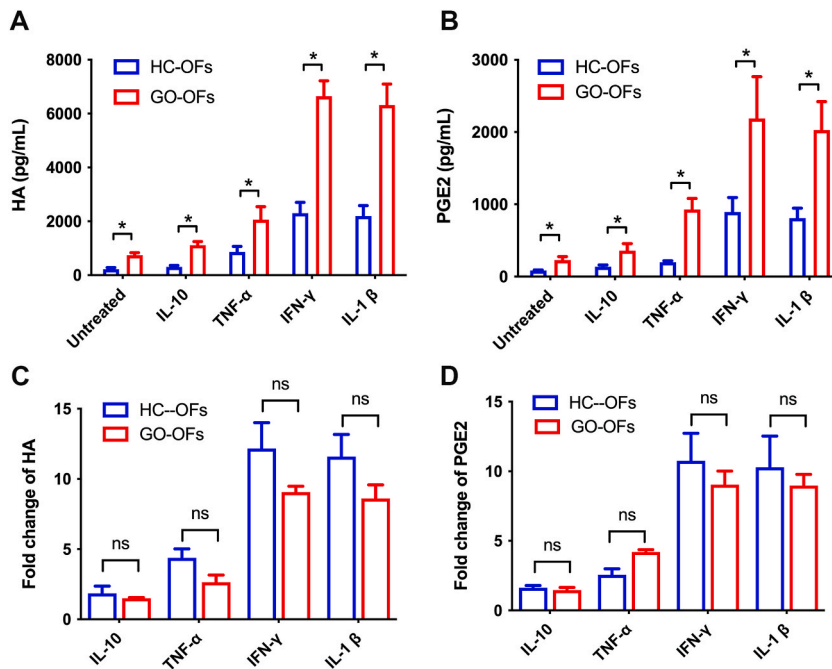 A
HA (pg/mL)
8000
6000
4000
2000
0
HC-OFs
GO-OFs
*
*
*
*
*
Untreated
IL-10
TNF-α
IFN-γ
IL-1 β
B
PGE2 (pg/mL)
3000
2000
1000
0
HC-OFs
GO-OFs
*
*
*
*
*
Untreated
IL-10
TNF-α
IFN-γ
IL-1 β
C
Fold change of HA
15
10
5
0
HC--OFs
GO-OFs
ns
ns
ns
ns
IL-10
TNF-α
IFN-γ
IL-1 β
D
Fold change of PGE2
15
10
5
0
HC--OFs
GO-OFs
ns
ns
ns
ns
IL-10
TNF-α
IFN-γ
IL-1 β